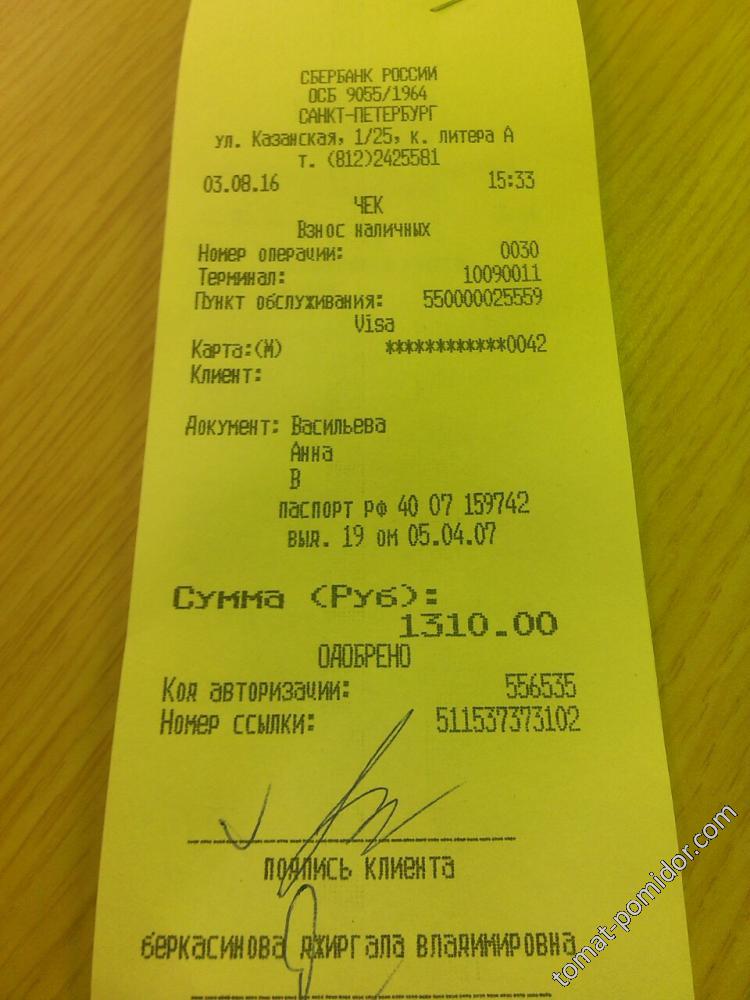 СБЕРБАНК РОССИИ
ОСБ 9055/1964
САНКТ-ПЕТЕРБУРГ
ул. Казанская, 1/25, к. литера А
т. (812)2425581
03.08.16 15:33
ЧЕК
Взнос наличных
Номер операции: 0030
Терминал: 10090011
Пункт обслуживания: 550000025559
Visa
Карта:(М) ************0042
Клиент:
Документ: Васильева
Анна
В
паспорт рф 40 07 159742
выд. 19 ом 05.04.07
Сумма (Руб):
1310.00
ОДОБРЕНО
Код авторизации: 556535
Номер ссылки: 511537373102
подпись клиента
беркасинова джиргала владимировна
tomat-pomidor.com